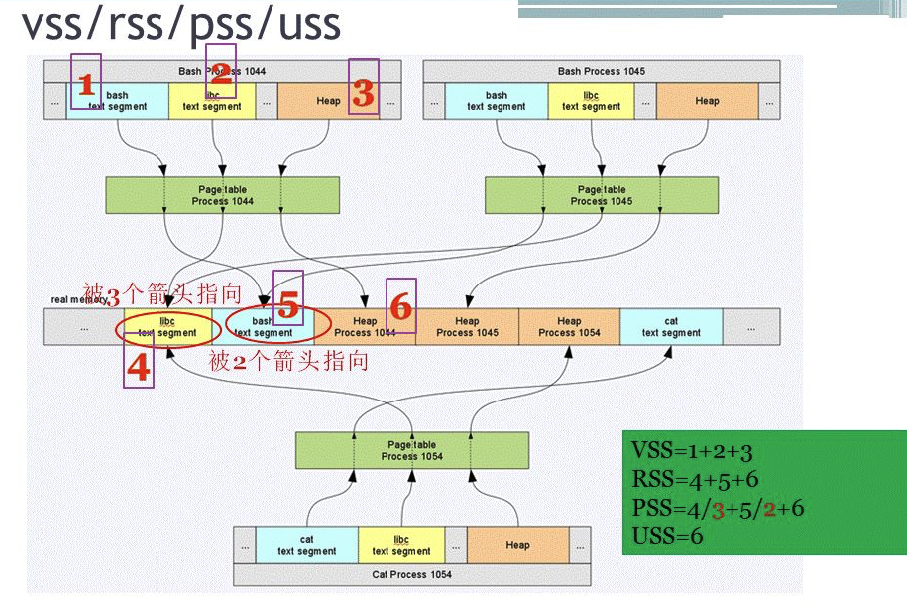 vss/rss/pss/uss
Bash Process 1044
Bash Process 1045
1
2
3
... bash text segment libc text segment ... Heap ...
... bash text segment libc text segment ... Heap ...
Page table
Process 1044
Page table
Process 1045
被3个箭头指向
5
6
real memory
... libc text segment bash text segment Heap Process 1044 Heap Process 1045 Heap Process 1054 cat text segment ...
4
被2个箭头指向
Page table
Process 1054
VSS=1+2+3
RSS=4+5+6
PSS=4/3+5/2+6
USS=6
... cat text segment libc text segment ... Heap ...
Cal Process 1054